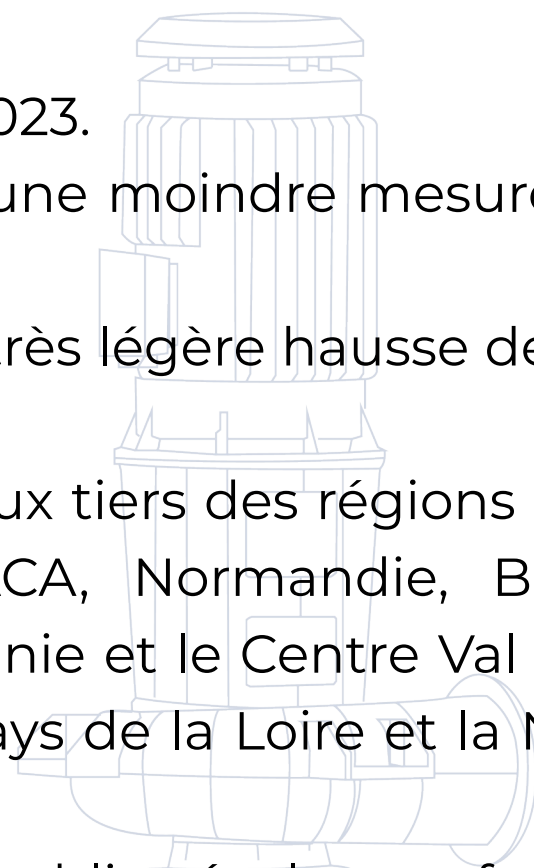 023.
une moindre mesure
très légère hausse de
ux tiers des régions
CA, Normandie, B
nie et le Centre Val
ays de la Loire et la N